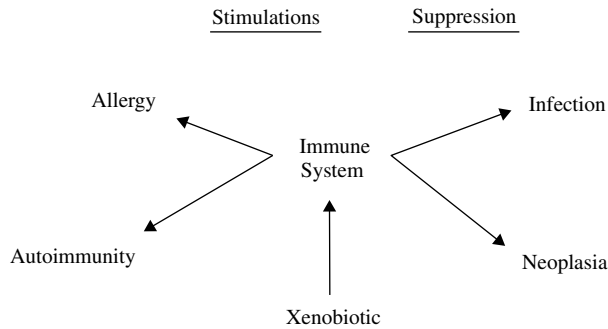 Stimulations
Suppression
Allergy
Infection
Immune
System
Autoimmunity
Neoplasia
Xenobiotic